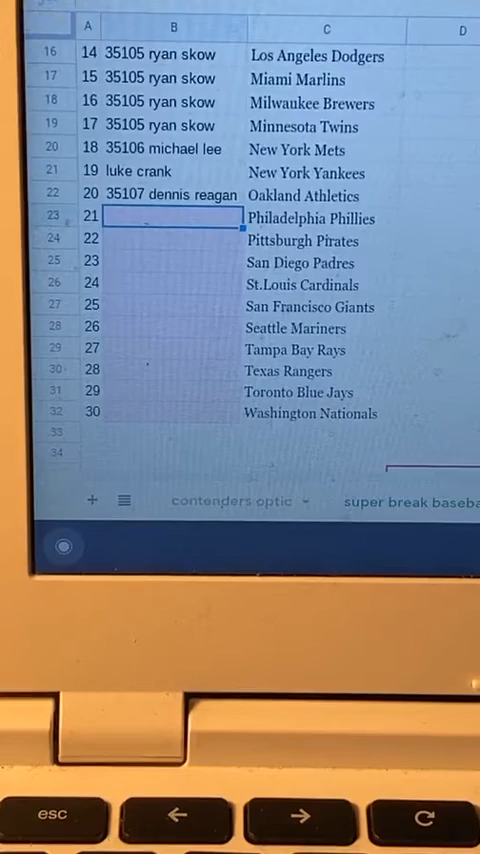 A B C D
16 14 35105 ryan skow Los Angeles Dodgers
17 15 35105 ryan skow Miami Marlins
18 16 35105 ryan skow Milwaukee Brewers
19 17 35105 ryan skow Minnesota Twins
20 18 35106 michael lee New York Mets
21 19 luke crank New York Yankees
22 20 35107 dennis reagan Oakland Athletics
23 21 Philadelphia Phillies
24 22 Pittsburgh Pirates
25 23 San Diego Padres
26 24 St.Louis Cardinals
27 25 San Francisco Giants
28 26 Seattle Mariners
29 27 Tampa Bay Rays
30 28 Texas Rangers
31 29 Toronto Blue Jays
32 30 Washington Nationals
33
34
+ contenders optic super break baseba
esc ← →